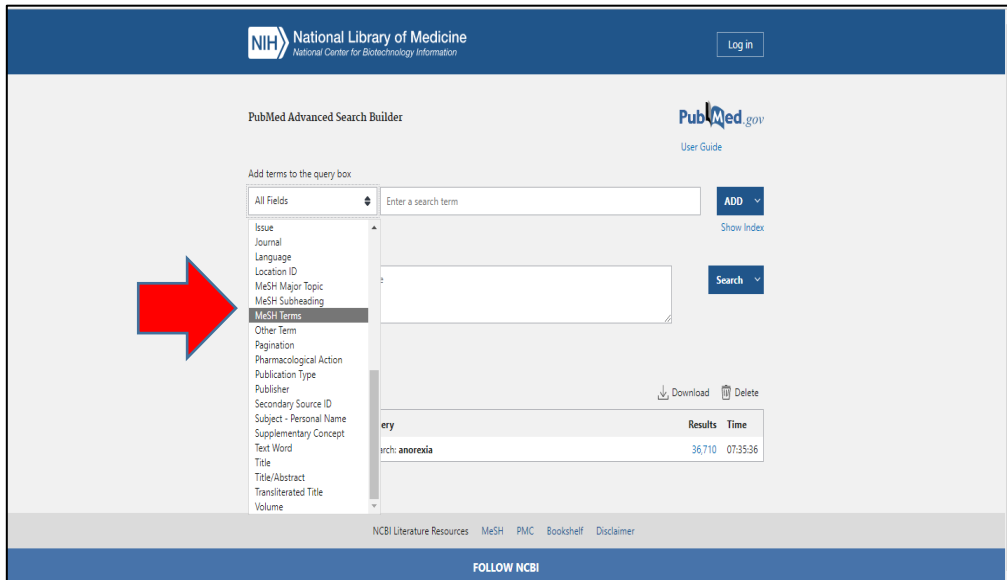 NIH National Library of Medicine
National Center for Biotechnology Information
Log in
PubMed Advanced Search Builder
PubMed.gov
User Guide
Add terms to the query box
All Fields
Enter a search term
ADD
Show Index
Issue
Journal
Language
Location ID
MeSH Major Topic
MeSH Subheading
MeSH Terms
Other Term
Pagination
Pharmacological Action
Publication Type
Publisher
Secondary Source ID
Subject - Personal Name
Supplementary Concept
Text Word
Title
Title/Abstract
Transliterated Title
Volume
Search
Download Delete
ery Results Time
arch: anorexia 36,710 07:35:36
NCBI Literature Resources MeSH PMC Bookshelf Disclaimer
FOLLOW NCBI